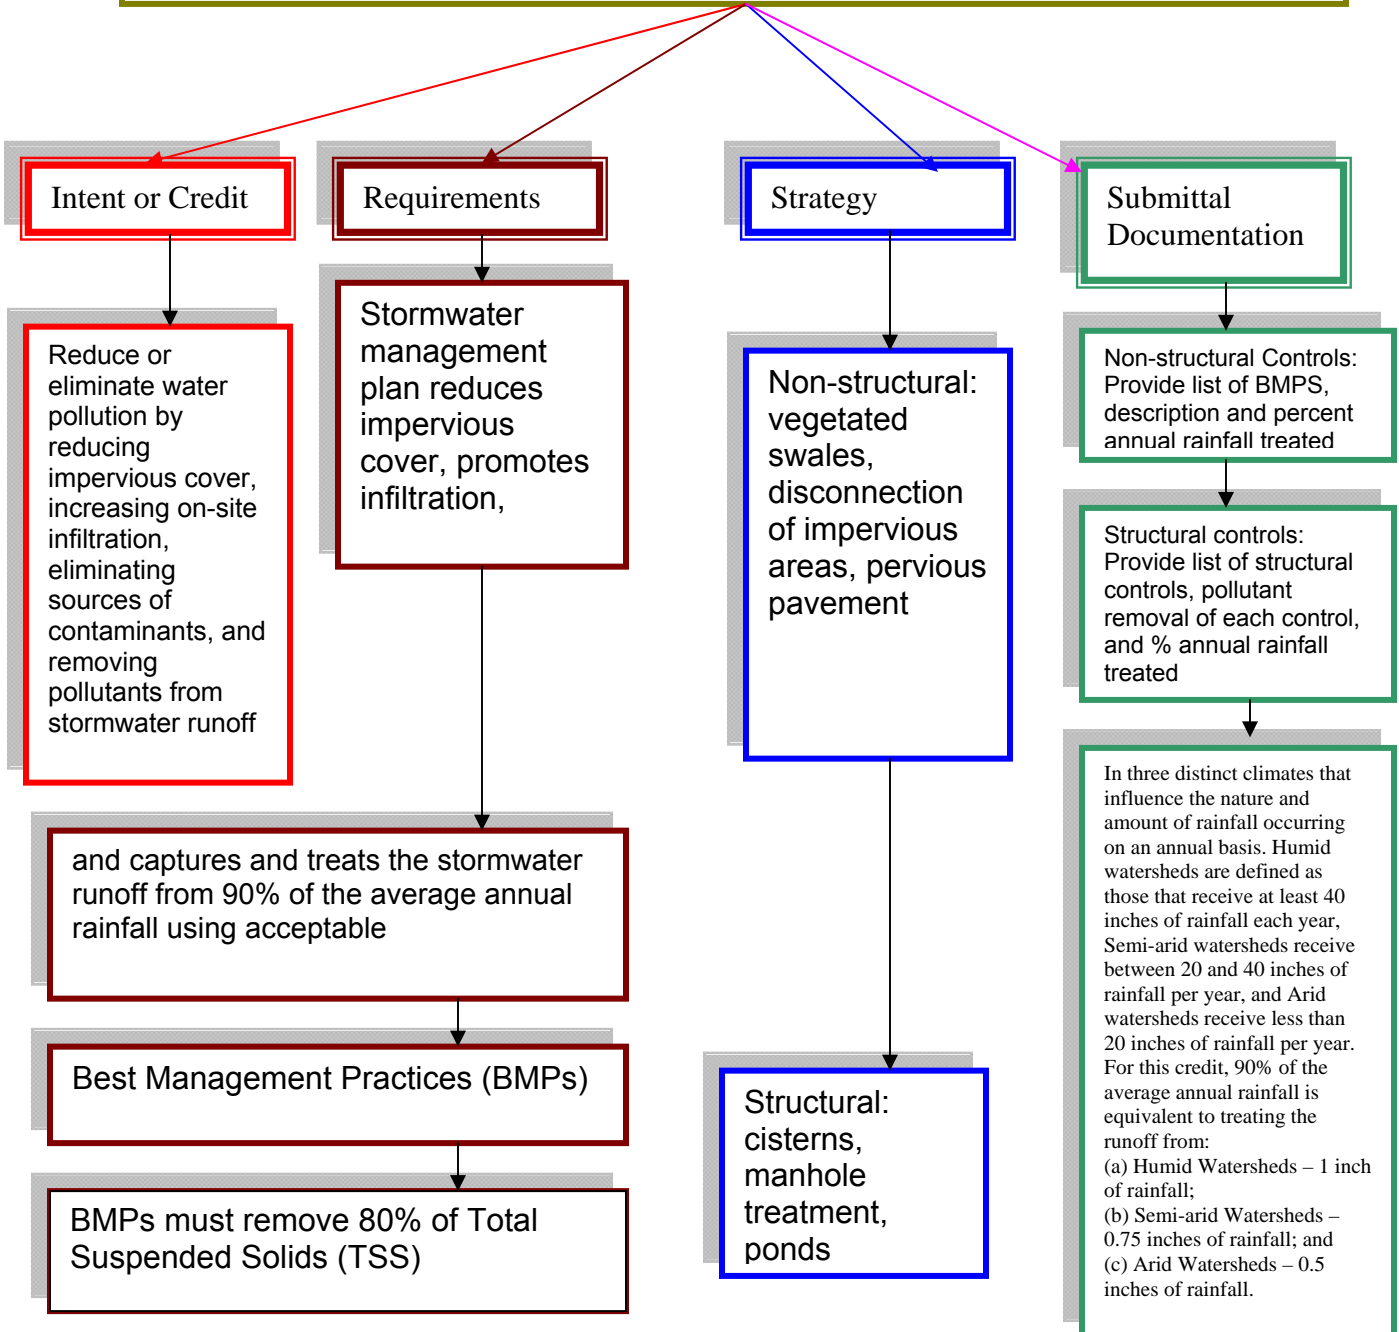 Intent or Credit
Requirements
Strategy
Submittal
Documentation
Reduce or
eliminate water
pollution by
reducing
impervious cover,
increasing on-site
infiltration,
eliminating
sources of
contaminants, and
removing
pollutants from
stormwater runoff
Stormwater
management
plan reduces
impervious
cover, promotes
infiltration,
and captures and treats the stormwater
runoff from 90% of the average annual
rainfall using acceptable
Best Management Practices (BMPs)
BMPs must remove 80% of Total
Suspended Solids (TSS)
Non-structural:
vegetated
swales,
disconnection
of impervious
areas, pervious
pavement
Structural:
cisterns,
manhole
treatment,
ponds
Non-structural Controls:
Provide list of BMPS,
description and percent
annual rainfall treated
Structural controls:
Provide list of structural
controls, pollutant
removal of each control,
and % annual rainfall
treated
In three distinct climates that
influence the nature and
amount of rainfall occurring
on an annual basis. Humid
watersheds are defined as
those that receive at least 40
inches of rainfall each year,
Semi-arid watersheds receive
between 20 and 40 inches of
rainfall per year, and Arid
watersheds receive less than
20 inches of rainfall per year.
For this credit, 90% of the
average annual rainfall is
equivalent to treating the
runoff from:
(a) Humid Watersheds – 1 inch
of rainfall;
(b) Semi-arid Watersheds –
0.75 inches of rainfall; and
(c) Arid Watersheds – 0.5
inches of rainfall.